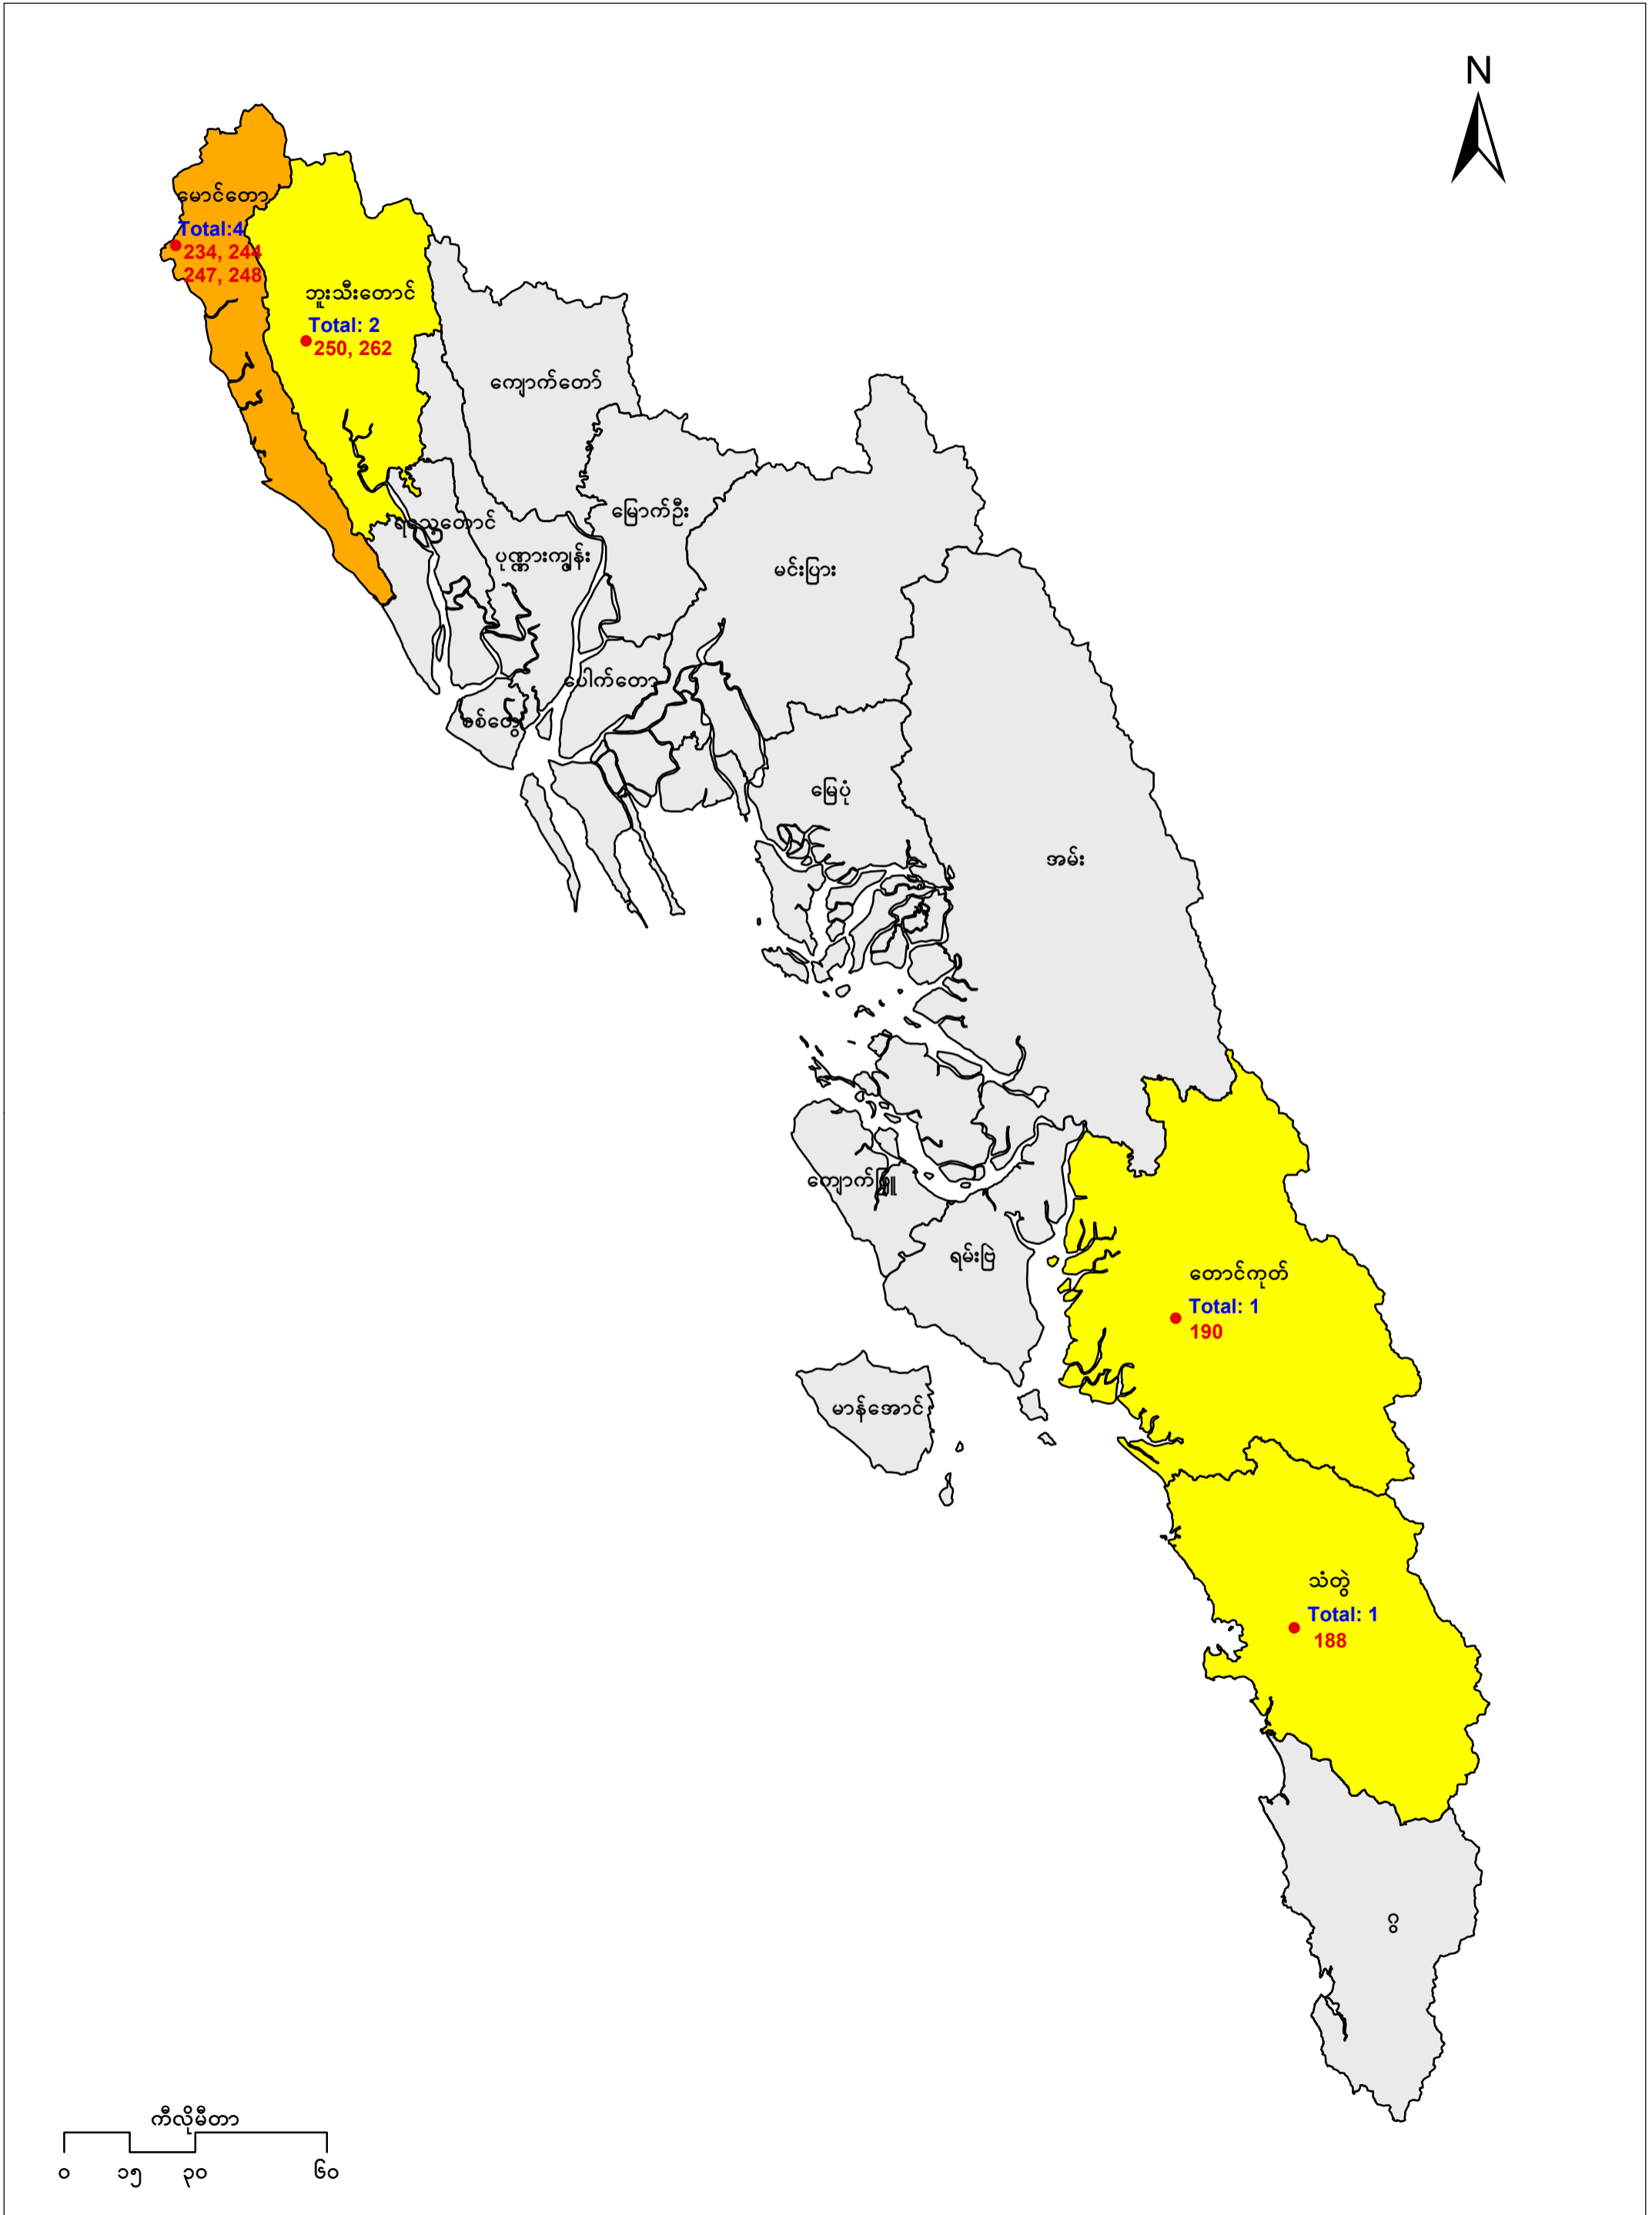 N
မောင်တော
Total:4
234, 244
247, 248
ဘူးသီးတောင်
Total: 2
250, 262
ကျောက်တော်
မြောက်ဦး
ရသေ့တောင်
ပုဏ္ဏားကျွန်း
မင်းပြား
ပေါက်တော
စစ်တွေ
မြေပုံ
အမ်း
ကျောက်ဖြူ
ရမ်းဗြဲ
တောင်ကုတ်
Total: 1
190
မာန်အောင်
သံတွဲ
Total: 1
188
ဂွ
ကီလိုမီတာ
၀ ၁၅ ၃၀ ၆၀